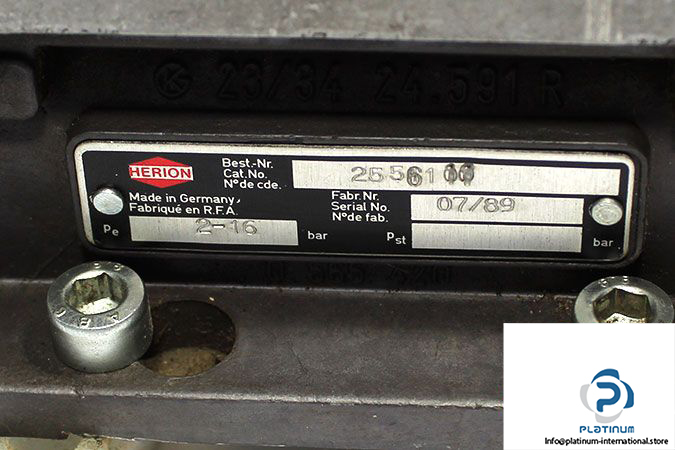 23/34 24.591 R
HERION
Best.-Nr.
Cat.No.
N° de cde.
Made in Germany,
Fabriqué en R.F.A.
Fabr.Nr.
Serial No.
N° de fab.
07/89
Pe
2-16
bar
Pst
bar
PLATINUM
Info@platinum-international.store